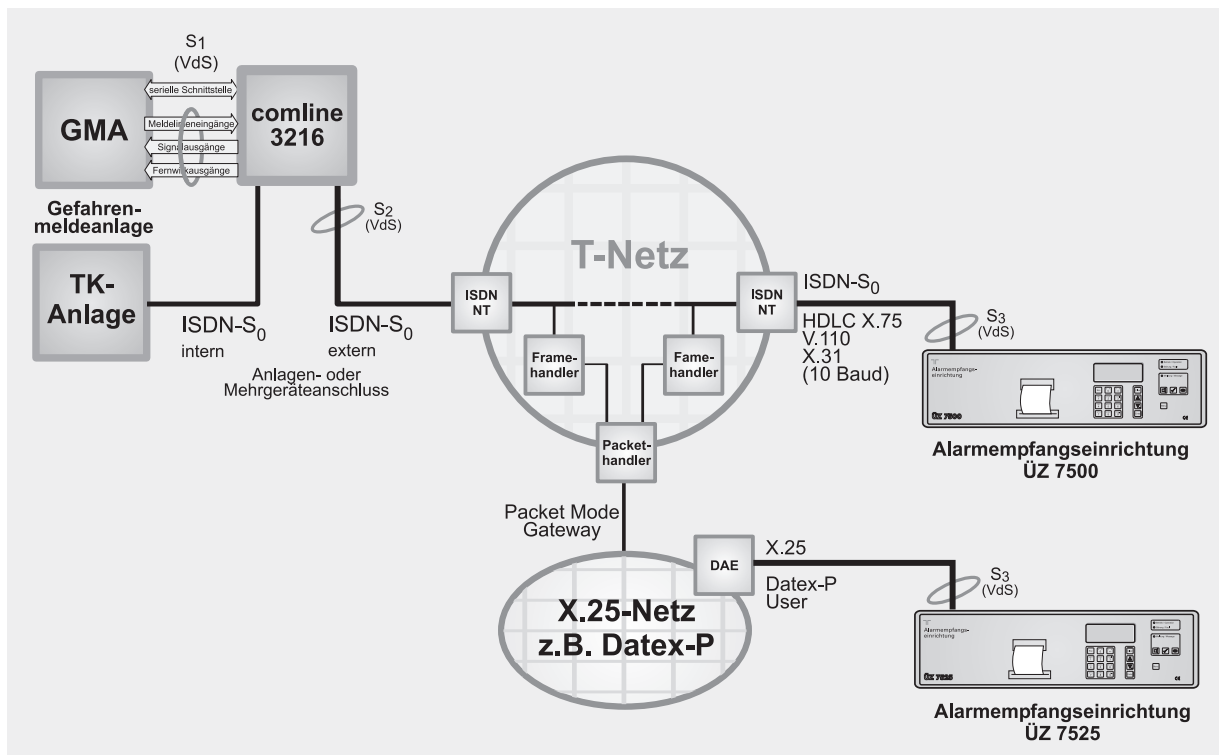 S1
(VdS)
GMA
serielle Schnittstelle
Meldelinieneingänge
Signalausgänge
Fernwirkausgänge
comline
3216
Gefahren-
meldeanlage
TK-
Anlage
ISDN-S0
intern
S2
(VdS)
ISDN-S0
extern
Anlagen- oder
Mehrgeräteanschluss
T-Netz
ISDN
NT
ISDN
NT
Frame-
handler
Fame-
handler
Packet-
handler
ISDN-S0
HDLC X.75
V.110
X.31
(10 Baud)
S3
(VdS)
Alarmempfangs-
einrichtung
ÜZ 7500
Alarmempfangseinrichtung
ÜZ 7500
Packet Mode
Gateway
X.25-Netz
z.B. Datex-P
DAE
X.25
Datex-P
User
S3
(VdS)
Alarmempfangs-
einrichtung
ÜZ 7525
Alarmempfangseinrichtung
ÜZ 7525